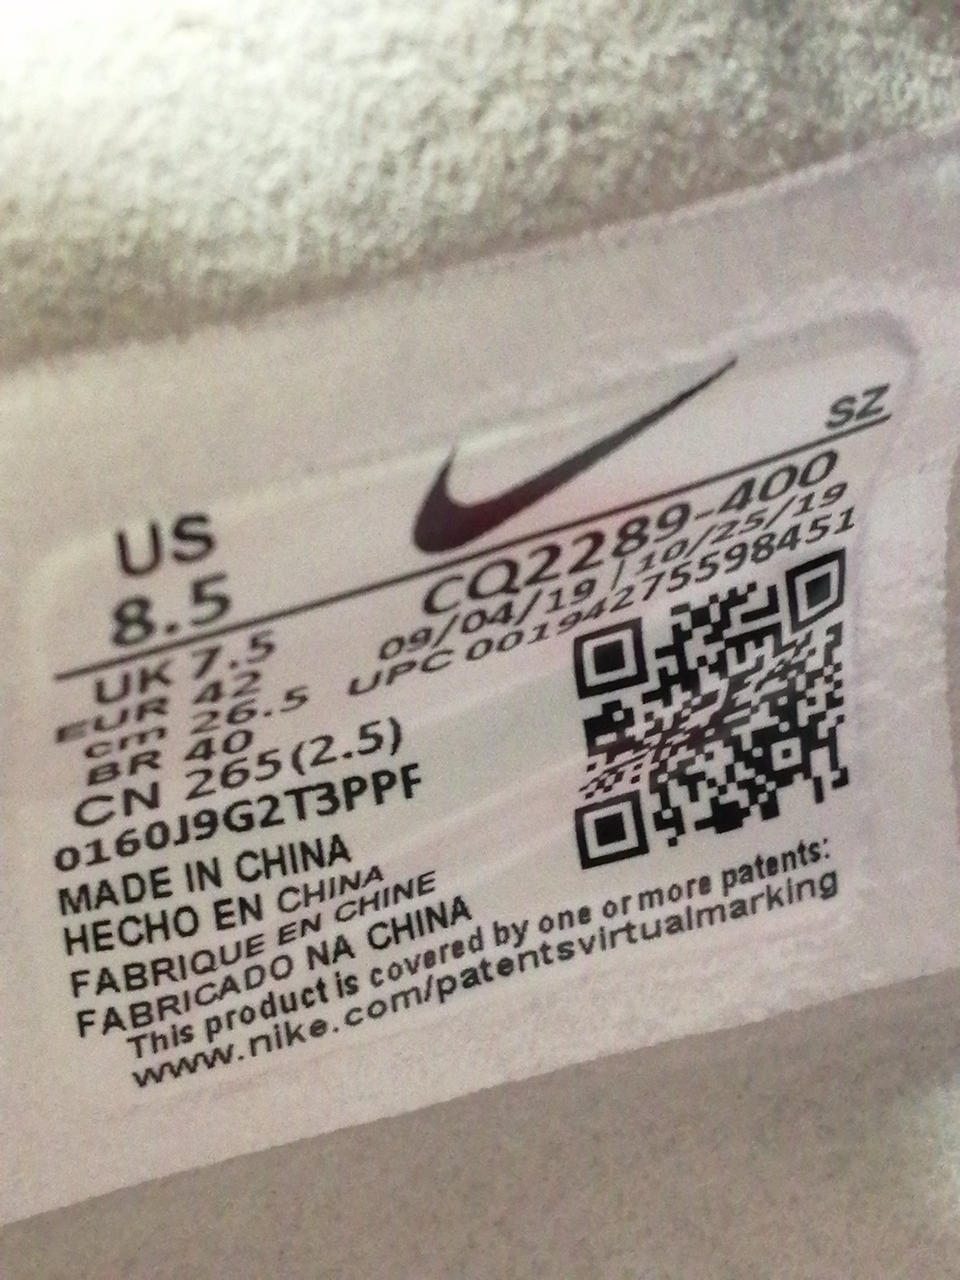 SZ
US
8.5
CQ2289-400
09/04/19 | 10/25/19
UPC 00194275598451
UK 7.5
EUR 42
cm 26.5
BR 40
CN 265(2.5)
0160J9G2T3PPF
MADE IN CHINA
HECHO EN CHINA
FABRIQUE EN CHINE
FABRICADO NA CHINA
This product is covered by one or more patents:
www.nike.com/patentsvirtualmarking